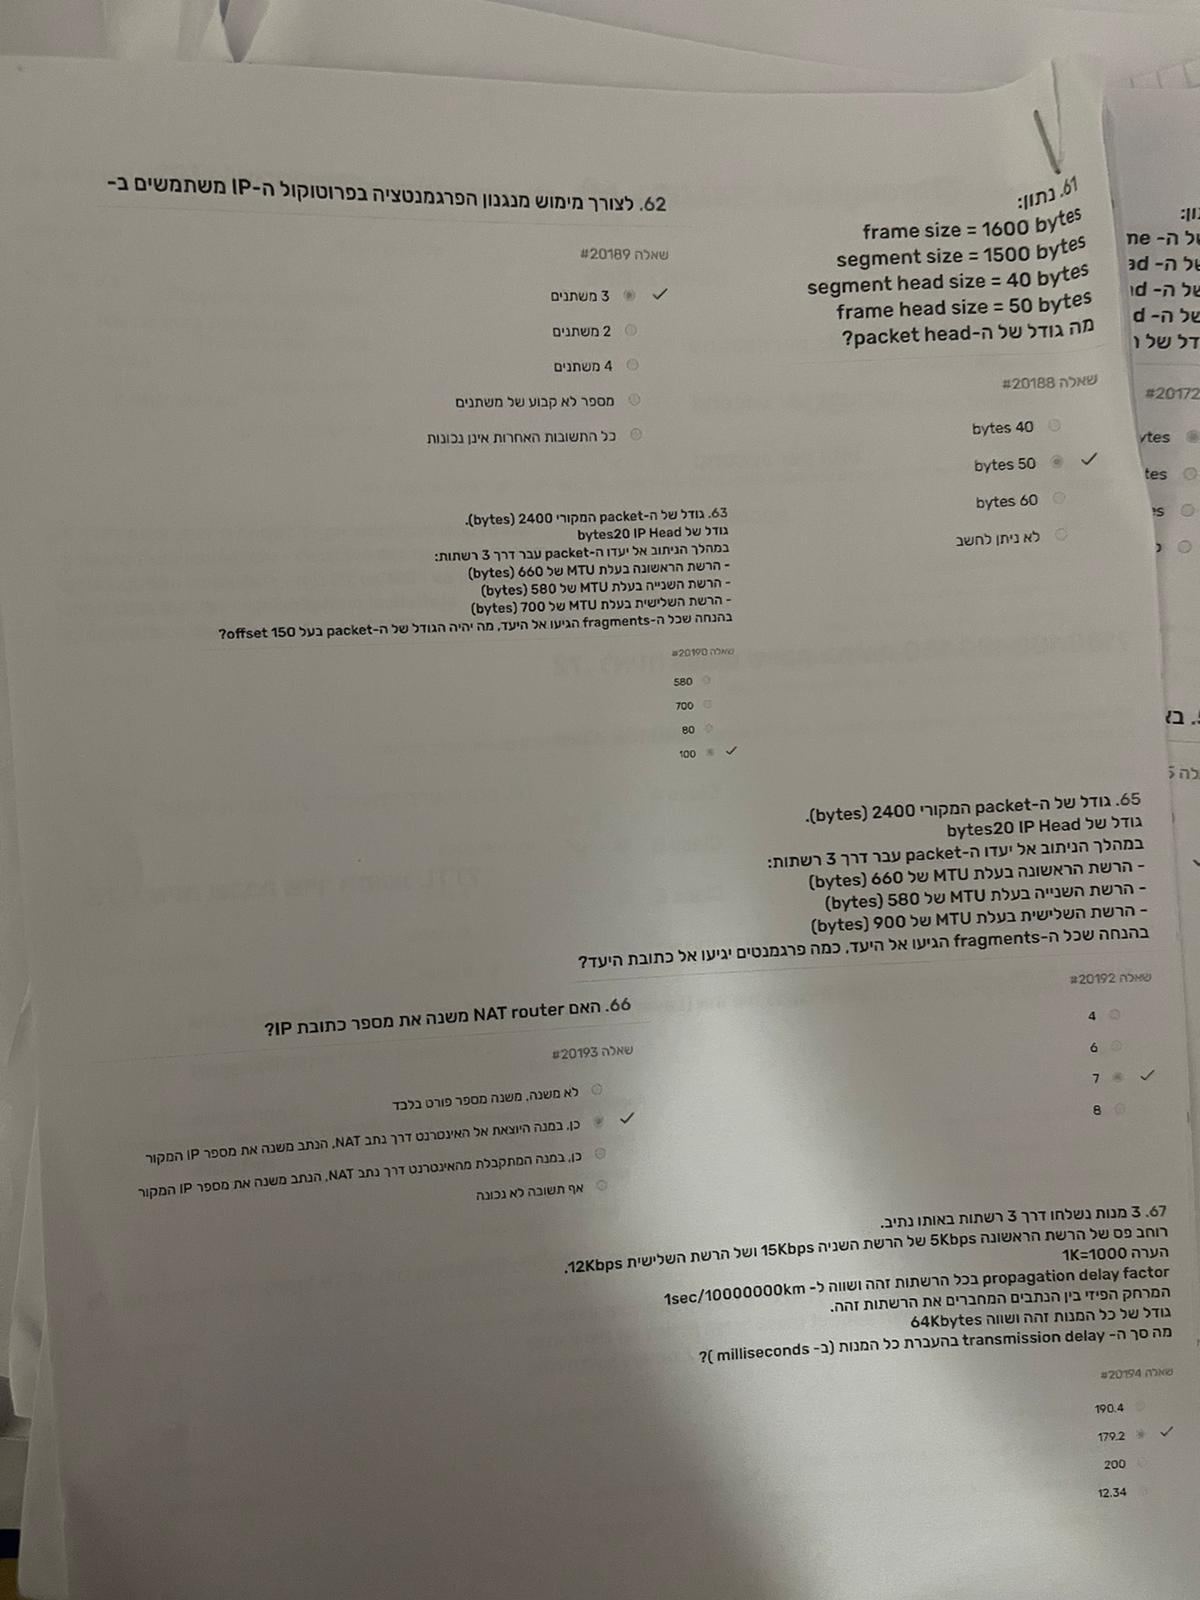 61. נתון:
frame size = 1600 bytes
segment size = 1500 bytes
segment head size = 40 bytes
frame head size = 50 bytes
מה גודל של ה-packet head?
שאלה 20188#
bytes 40
bytes 50
bytes 60
לא ניתן לחשב
62. לצורך מימוש מנגנון הפרגמנטציה בפרוטוקול ה-IP משתמשים ב-
שאלה 20189#
3 משתנים
2 משתנים
4 משתנים
מספר לא קבוע של משתנים
כל התשובות האחרות אינן נכונות
63. גודל של ה-packet המקורי 2400 (bytes).
גודל של bytes20 IP Head
במהלך הניתוב אל יעדו ה-packet עבר דרך 3 רשתות:
- הרשת הראשונה בעלת MTU של 660 (bytes)
- הרשת השנייה בעלת MTU של 580 (bytes)
- הרשת השלישית בעלת MTU של 700 (bytes)
בהנחה שכל ה-fragments הגיעו אל היעד, מה יהיה הגודל של ה-packet בעל offset 150?
שאלה 20190#
580
700
80
100
65. גודל של ה-packet המקורי 2400 (bytes).
גודל של bytes20 IP Head
במהלך הניתוב אל יעדו ה-packet עבר דרך 3 רשתות:
- הרשת הראשונה בעלת MTU של 660 (bytes)
- הרשת השנייה בעלת MTU של 580 (bytes)
- הרשת השלישית בעלת MTU של 900 (bytes)
בהנחה שכל ה-fragments הגיעו אל היעד, כמה פרגמנטים יגיעו אל כתובת היעד?
שאלה 20192#
4
6
7
8
66. האם NAT router משנה את מספר כתובת IP?
שאלה 20193#
לא משנה, משנה מספר פורט בלבד
כן, במנה היוצאת אל האינטרנט דרך נתב NAT, הנתב משנה את מספר IP המקור
כן, במנה המתקבלת מהאינטרנט דרך נתב NAT, הנתב משנה את מספר IP המקור
אף תשובה לא נכונה
67. 3 מנות נשלחו דרך 3 רשתות באותו נתיב.
רוחב פס של הרשת הראשונה 5Kbps של הרשת השניה 15Kbps ושל הרשת השלישית 12Kbps.
הערה 1K=1000
propagation delay factor בכל הרשתות זהה ושווה ל- 1sec/10000000km
המרחק הפיזי בין הנתבים המחברים את הרשתות זהה.
גודל של כל המנות זהה ושווה 64Kbytes
מה סך ה- transmission delay בהעברת כל המנות (ב- milliseconds )?
שאלה 20194#
190.4
179.2
200
12.34
#20172